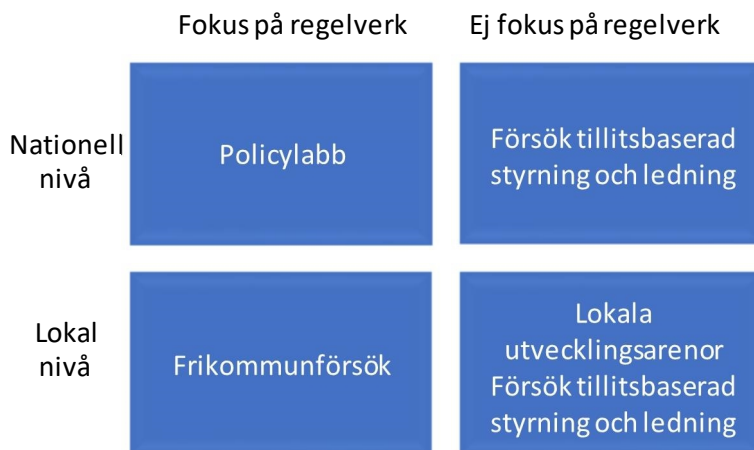 Fokus på regelverk
Ej fokus på regelverk
Nationell
nivå
Policylabb
Försök tillitsbaserad
styrning och ledning
Lokal
nivå
Frikommunförsök
Lokala
utvecklingsarenor
Försök tillitsbaserad
styrning och ledning